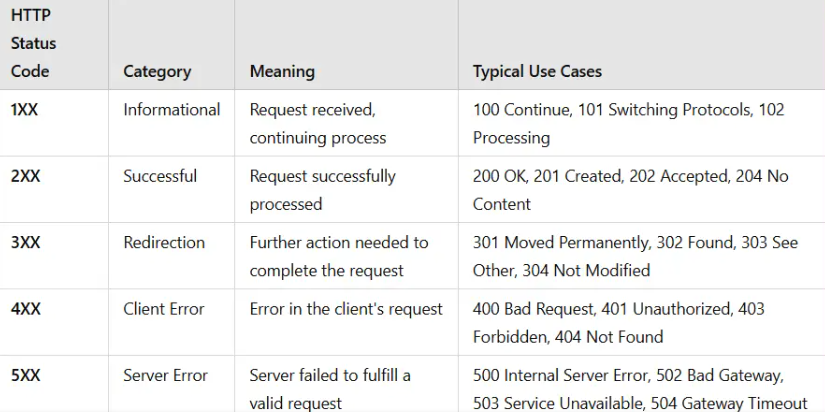 HTTP
Status
Code Category Meaning Typical Use Cases
1XX Informational Request received, 100 Continue, 101 Switching Protocols, 102
continuing process Processing
2XX Successful Request successfully 200 OK, 201 Created, 202 Accepted, 204 No
processed Content
3XX Redirection Further action needed to 301 Moved Permanently, 302 Found, 303 See
complete the request Other, 304 Not Modified
4XX Client Error Error in the client's request 400 Bad Request, 401 Unauthorized, 403
Forbidden, 404 Not Found
5XX Server Error Server failed to fulfill a 500 Internal Server Error, 502 Bad Gateway,
valid request 503 Service Unavailable, 504 Gateway Timeout